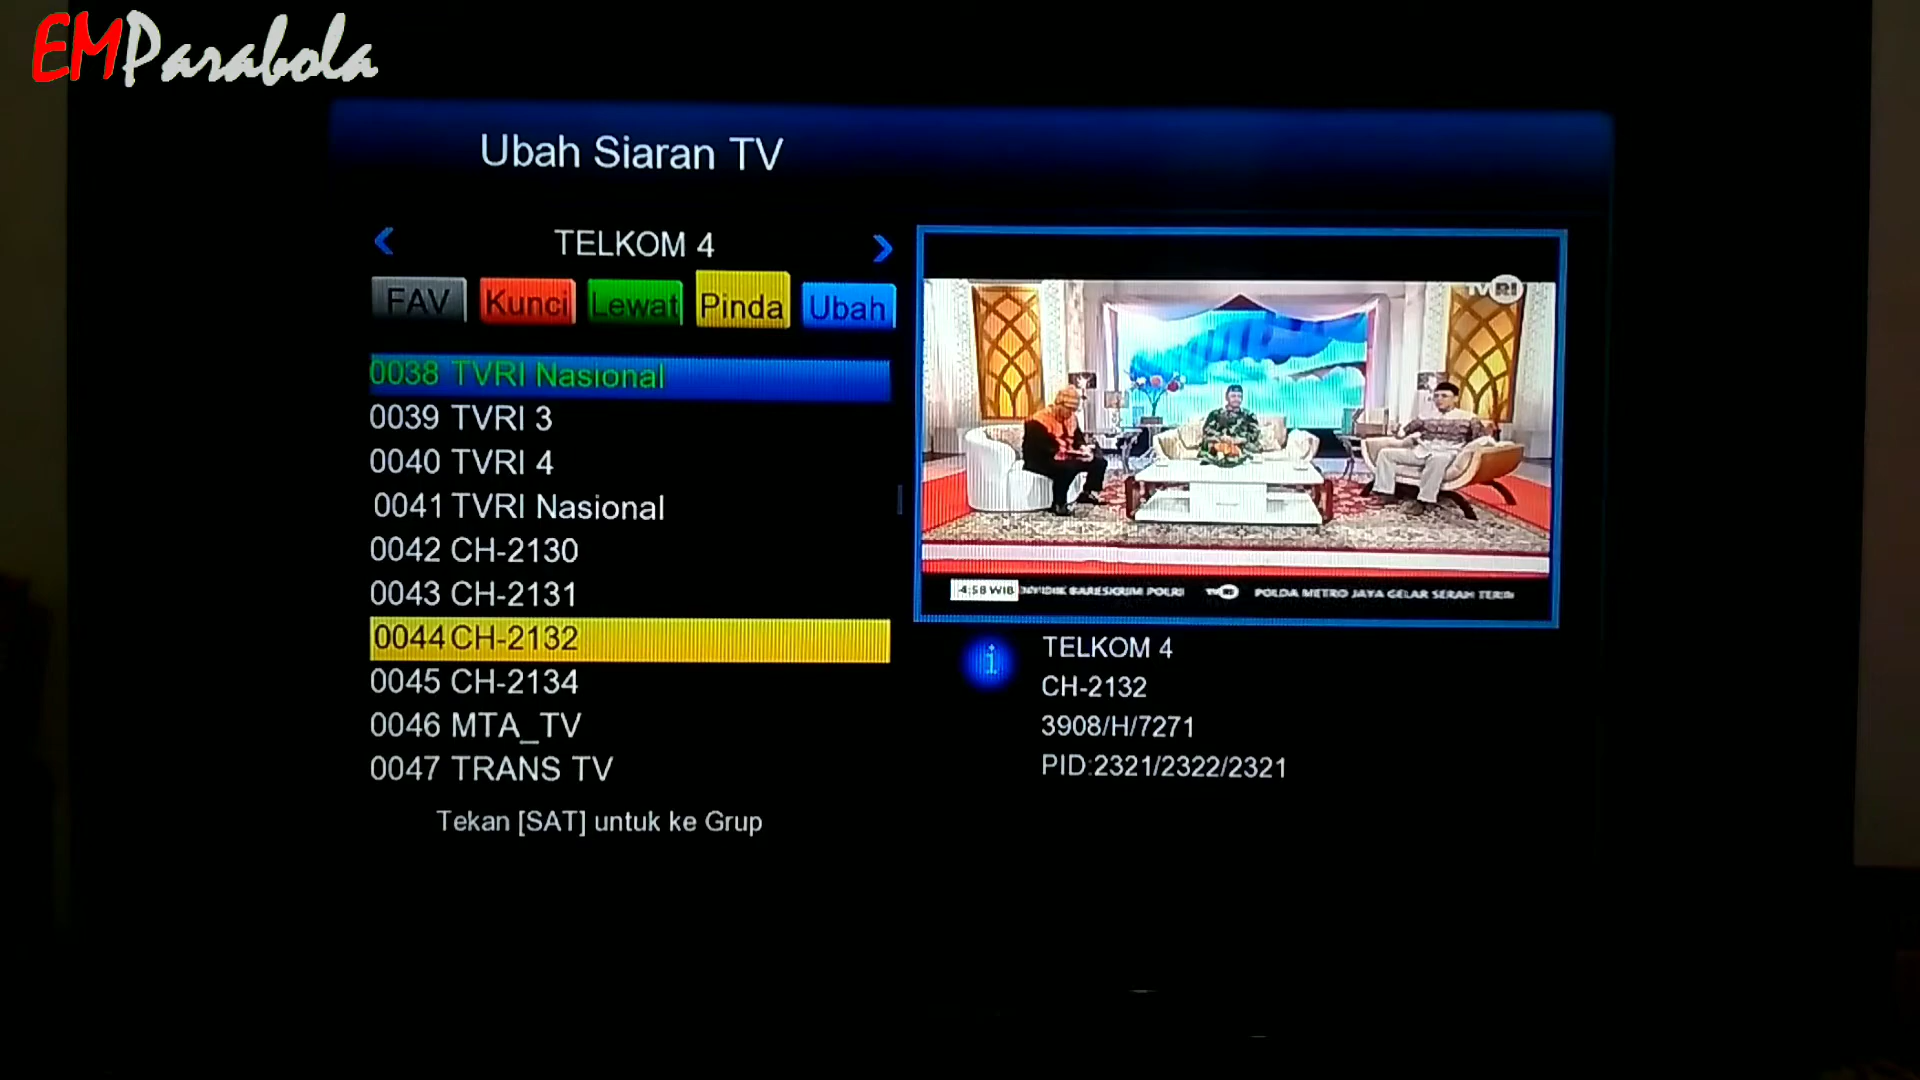 EMParabola
Ubah Siaran TV
TELKOM 4
FAV Kunci Lewat Pinda Ubah
0038 TVRI Nasional
0039 TVRI 3
0040 TVRI 4
0041 TVRI Nasional
0042 CH-2130
0043 CH-2131
0044 CH-2132
0045 CH-2134
0046 MTA_TV
0047 TRANS TV
Tekan [SAT] untuk ke Grup
TVRI
4:58 WIB BARESKRIM POLRI POLDA METRO JAYA GELAR SERAH
TELKOM 4
CH-2132
3908/H/7271
PID:2321/2322/2321